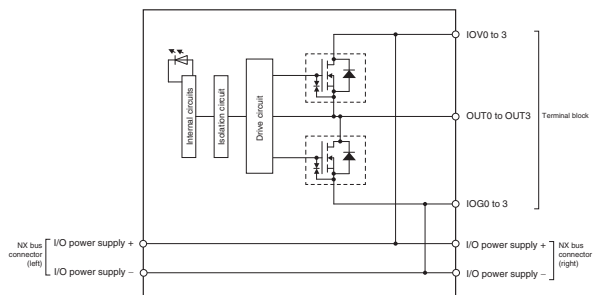 IOV0 to 3
Internal circuits
Isolation circuit
Drive circuit
OUT0 to OUT3
Terminal block
IOG0 to 3
NX bus
connector
(left)
I/O power supply +
I/O power supply −
I/O power supply +
I/O power supply −
NX bus
connector
(right)